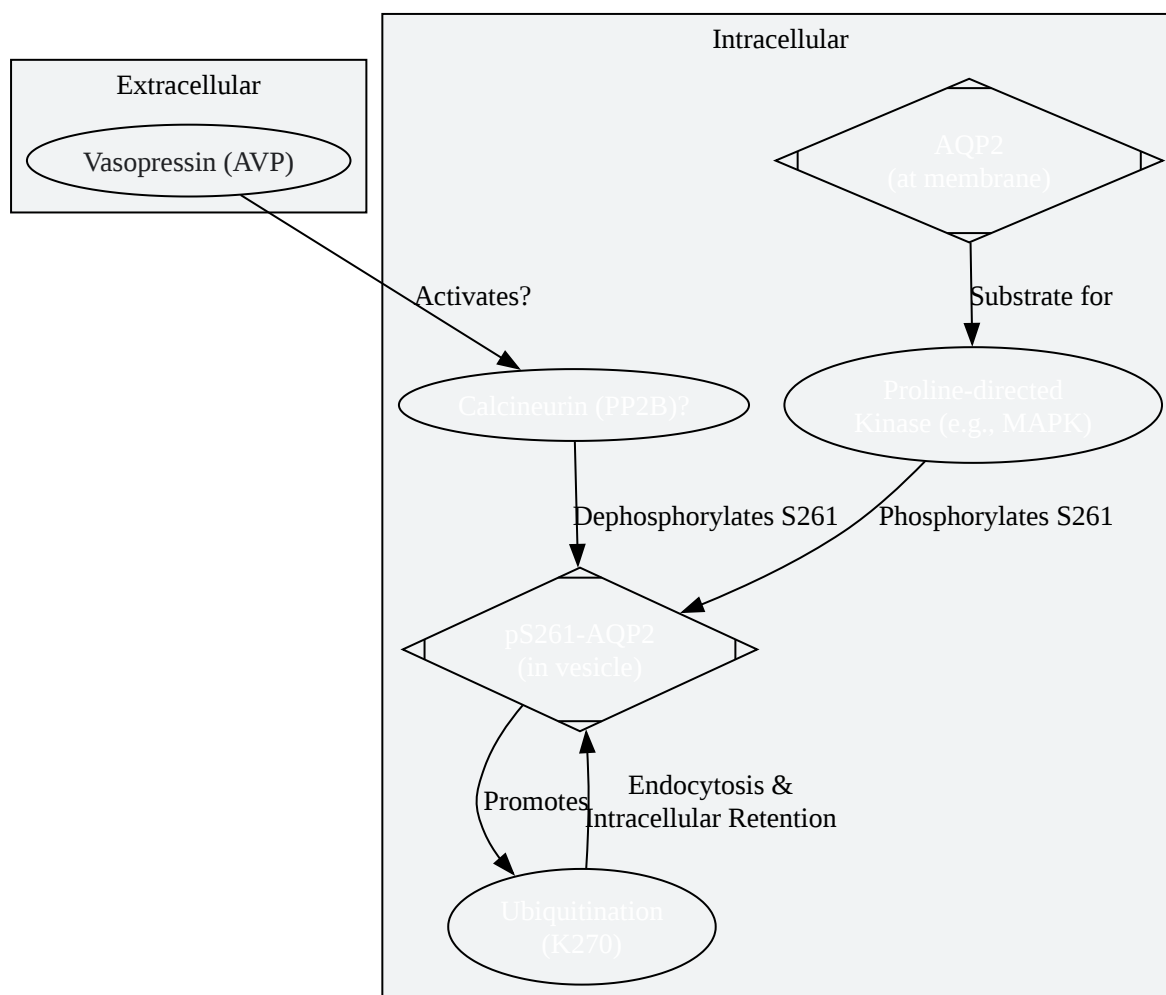 Intracellular
Extracellular
Vasopressin (AVP)
AQP2
(at membrane)
Activates?
Substrate for
Calcineurin (PP2B)?
Proline-directed
Kinase (e.g., MAPK)
Dephosphorylates S261
Phosphorylates S261
pS261-AQP2
(in vesicle)
Promotes
Endocytosis &
Intracellular Retention
Ubiquitination
(K270)